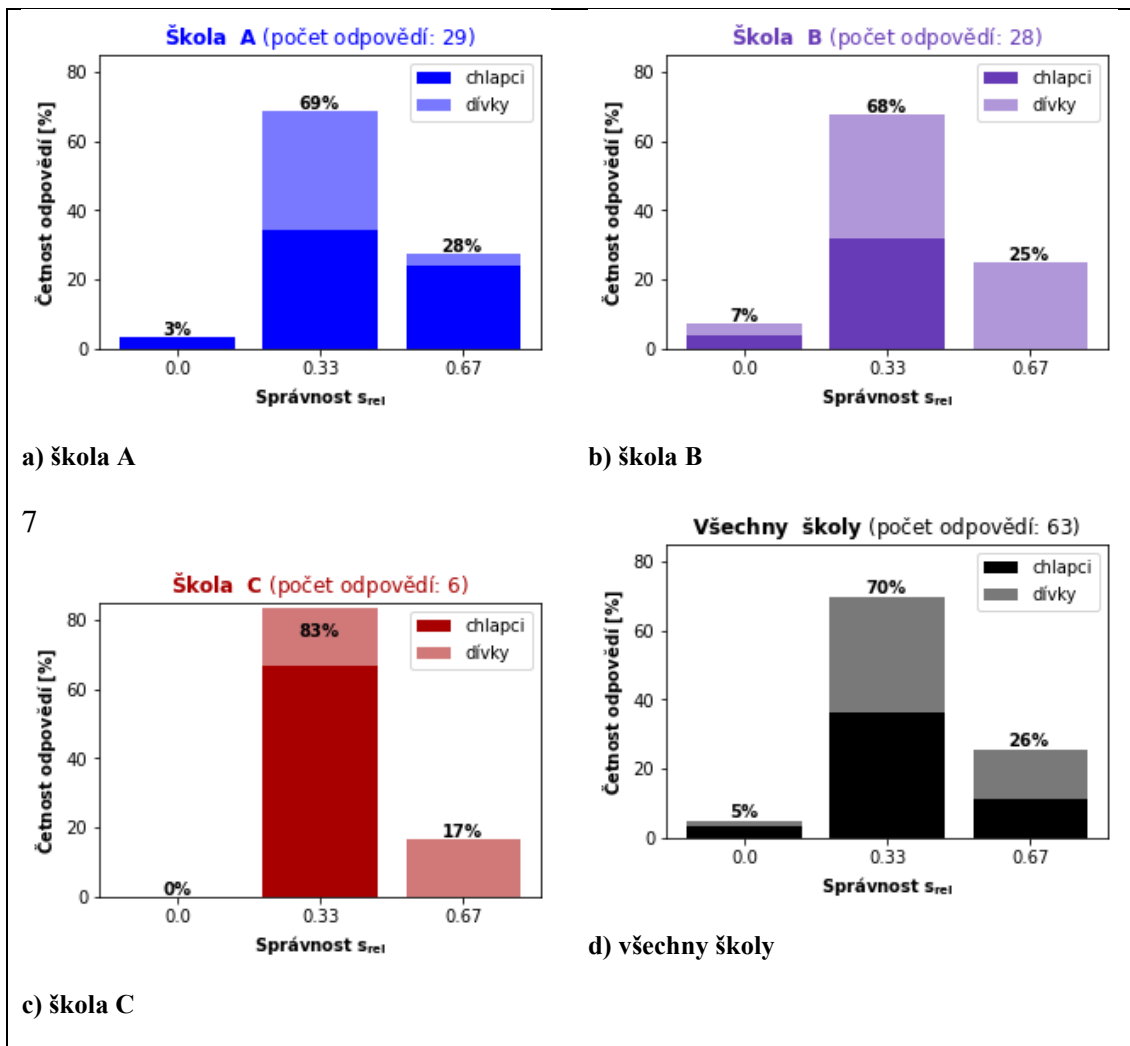 Škola A (počet odpovědí: 29)
Četnost odpovědí [%]
80
60
40
20
0
chlapci
dívky
3%
69%
28%
0.0 0.33 0.67
Správnost s_rel
a) škola A
Škola B (počet odpovědí: 28)
Četnost odpovědí [%]
80
60
40
20
0
chlapci
dívky
7%
68%
25%
0.0 0.33 0.67
Správnost s_rel
b) škola B
7
Škola C (počet odpovědí: 6)
Četnost odpovědí [%]
80
60
40
20
0
chlapci
dívky
0%
83%
17%
0.0 0.33 0.67
Správnost s_rel
c) škola C
Všechny školy (počet odpovědí: 63)
Četnost odpovědí [%]
80
60
40
20
0
chlapci
dívky
5%
70%
26%
0.0 0.33 0.67
Správnost s_rel
d) všechny školy